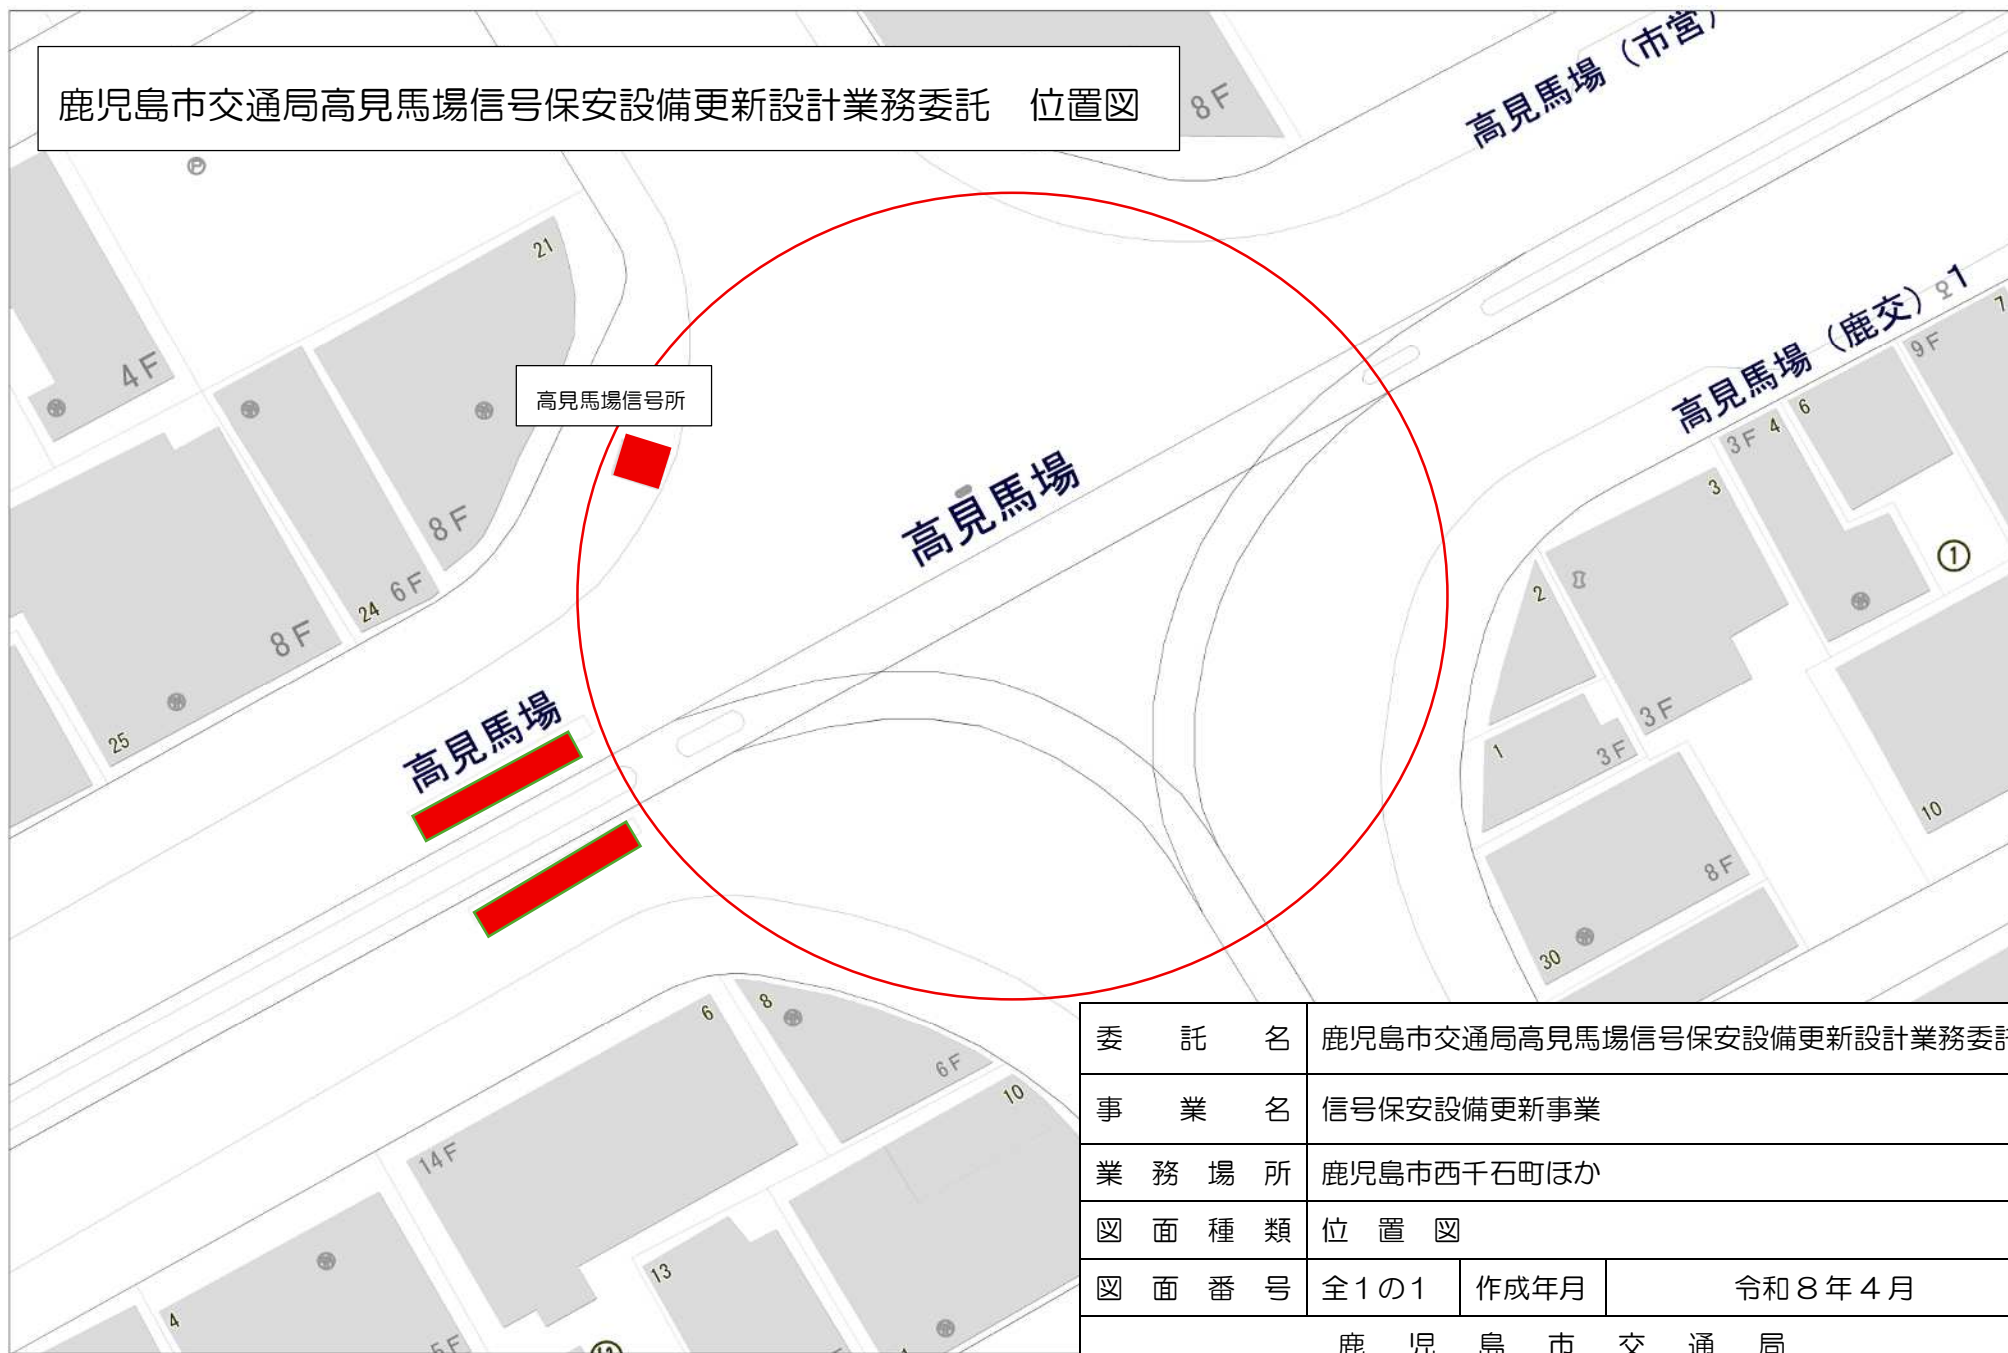 鹿児島市交通局高見馬場信号保安設備更新設計業務委託　位置図
8F
高見馬場（市営）
P
21
4F
高見馬場（鹿交）1
7
9F
高見馬場信号所
6
4
3F
3
高見馬場
8F
①
2
24 6F
8F
3F
1
3F
25
高見馬場
10
8F
30
6
8
6F
10
14F
13
4
5F
委託名 鹿児島市交通局高見馬場信号保安設備更新設計業務委託
事業名 信号保安設備更新事業
業務場所 鹿児島市西千石町ほか
図面種類 位置図
図面番号 全1の1 作成年月 令和8年4月
鹿児島市交通局